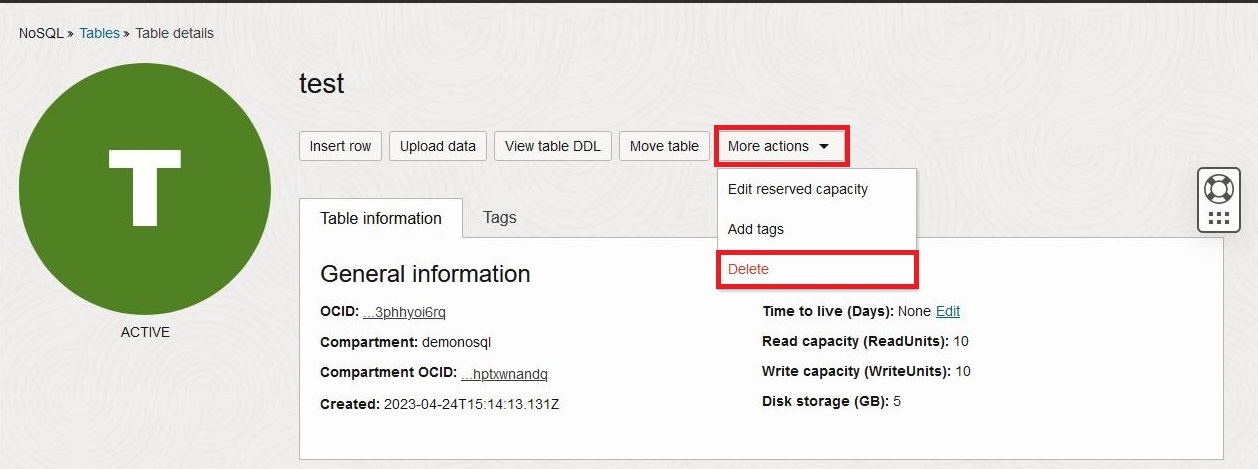 NoSQL » Tables » Table details
T
ACTIVE
test
Insert row
Upload data
View table DDL
Move table
More actions
Edit reserved capacity
Add tags
Delete
Table information
Tags
General information
OCID: ...3phhyoi6rq
Compartment: demonosql
Compartment OCID: ...hptxwnandq
Created: 2023-04-24T15:14:13.131Z
Time to live (Days): None Edit
Read capacity (ReadUnits): 10
Write capacity (WriteUnits): 10
Disk storage (GB): 5